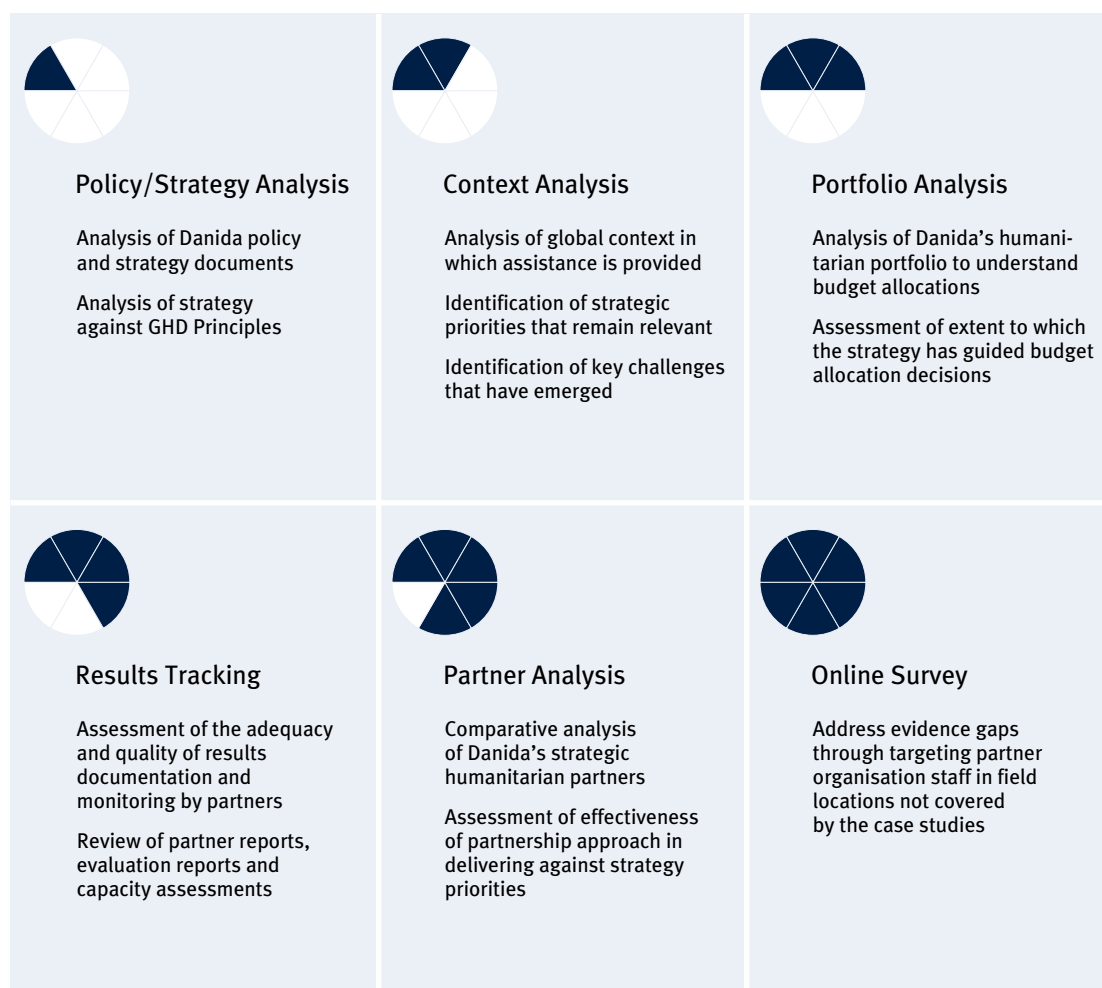 Policy/Strategy Analysis
Analysis of Danida policy
and strategy documents
Analysis of strategy
against GHD Principles
Context Analysis
Analysis of global context in
which assistance is provided
Identification of strategic
priorities that remain relevant
Identification of key challenges
that have emerged
Portfolio Analysis
Analysis of Danida’s humani-
tarian portfolio to understand
budget allocations
Assessment of extent to which
the strategy has guided budget
allocation decisions
Results Tracking
Assessment of the adequacy
and quality of results
documentation and
monitoring by partners
Review of partner reports,
evaluation reports and
capacity assessments
Partner Analysis
Comparative analysis
of Danida’s strategic
humanitarian partners
Assessment of effectiveness
of partnership approach in
delivering against strategy
priorities
Online Survey
Address evidence gaps
through targeting partner
organisation staff in field
locations not covered
by the case studies